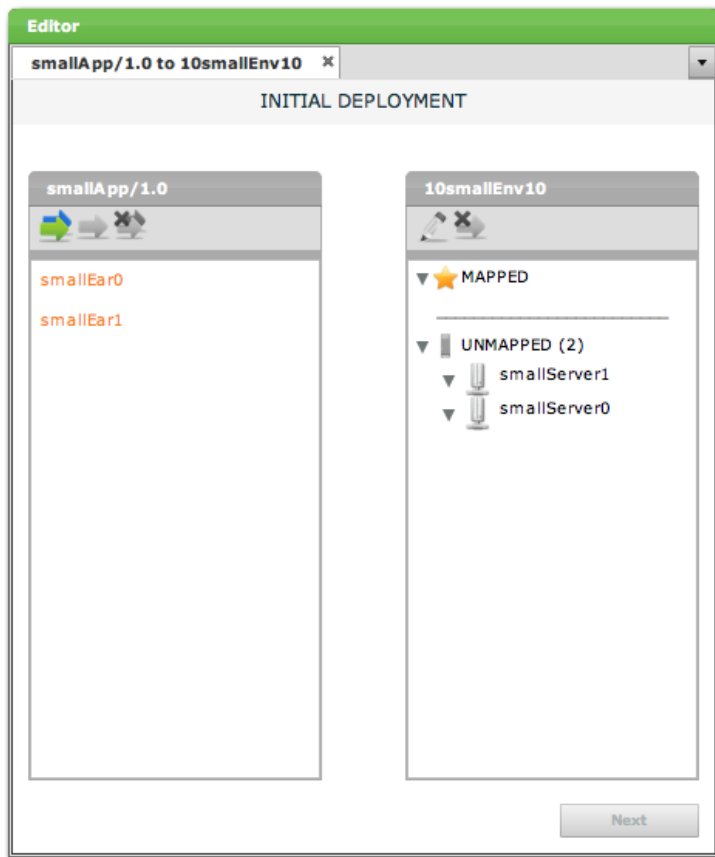 Editor
smallApp/1.0 to 10smallEnv10
INITIAL DEPLOYMENT
smallApp/1.0
smallEar0
smallEar1
10smallEnv10
MAPPED
UNMAPPED (2)
smallServer1
smallServer0
Next